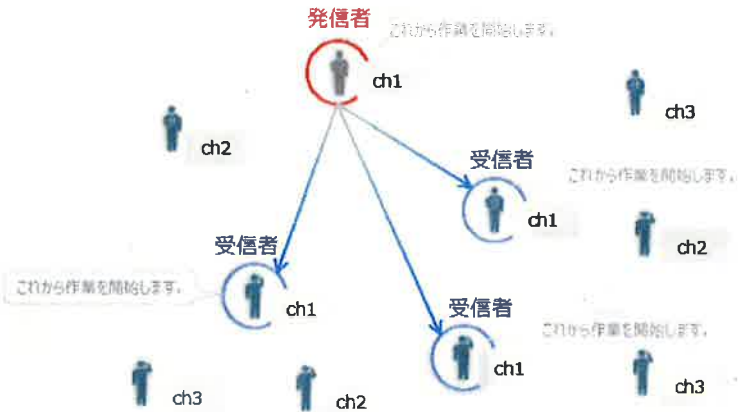 発信者
これから作業を開始します。
ch1
ch3
ch2
受信者
これから作業を開始します。
ch1
ch2
受信者
これから作業を開始します。
ch1
受信者
これから作業を開始します。
ch1
ch3
ch2
ch3